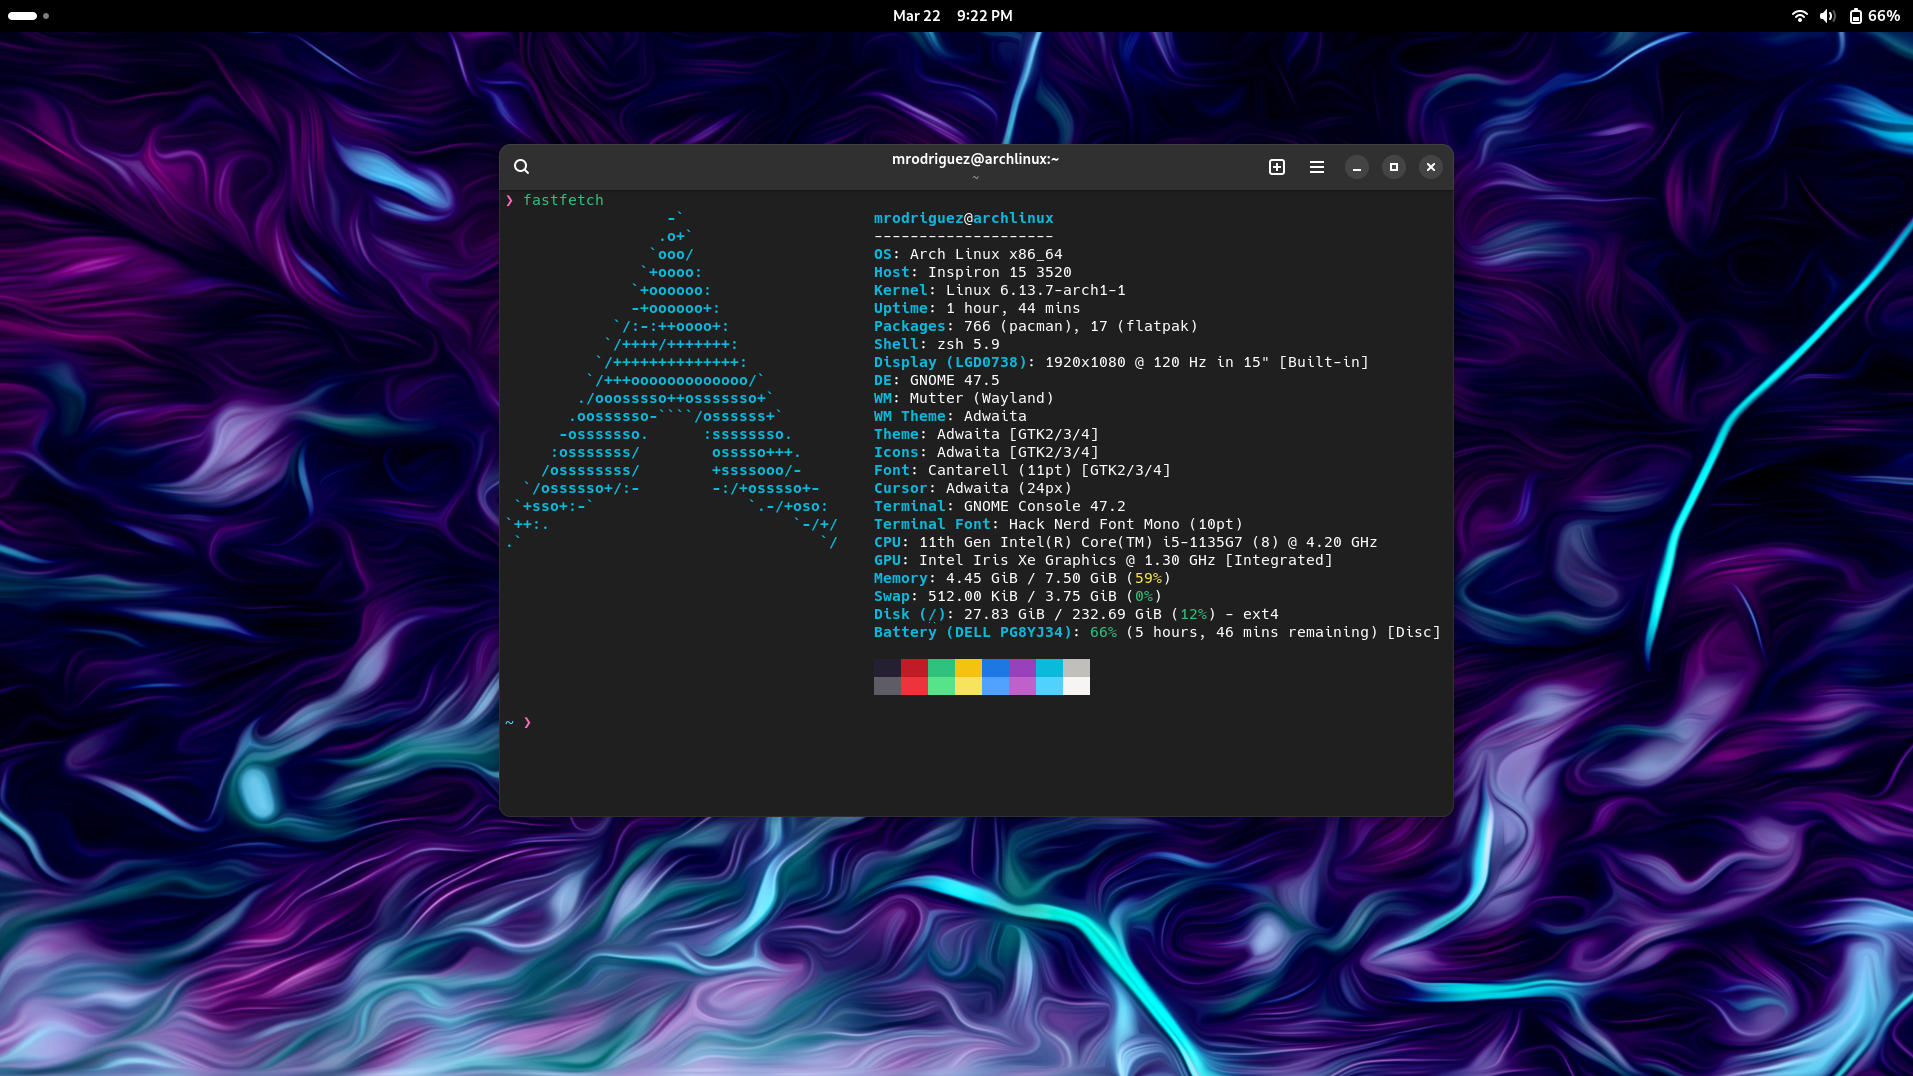 Mar 22 9:22 PM
66%
mrodriguez@archlinux:~
~
❯ fastfetch
                  -`                     mrodriguez@archlinux
                 .o+`                    --------------------
                `ooo/                    OS: Arch Linux x86_64
               `+oooo:                   Host: Inspiron 15 3520
              `+oooooo:                  Kernel: Linux 6.13.7-arch1-1
              -+oooooo+:                 Uptime: 1 hour, 44 mins
            `/:-:++oooo+:                Packages: 766 (pacman), 17 (flatpak)
           `/++++/+++++++:               Shell: zsh 5.9
          `/++++++++++++++:              Display (LGD0738): 1920x1080 @ 120 Hz in 15" [Built-in]
         `/+++ooooooooooooo/`            DE: GNOME 47.5
        ./ooosssso++osssssso+`           WM: Mutter (Wayland)
       .oossssso-````/ossssss+`          WM Theme: Adwaita
      -osssssso.      :ssssssso.         Theme: Adwaita [GTK2/3/4]
     :osssssss/        osssso+++.        Icons: Adwaita [GTK2/3/4]
    /ossssssss/        +ssssooo/-        Font: Cantarell (11pt) [GTK2/3/4]
  `/ossssso+/:-        -:/+osssso+-      Cursor: Adwaita (24px)
 `+sso+:-`                 `.-/+oso:     Terminal: GNOME Console 47.2
`++:.                           `-/+/    Terminal Font: Hack Nerd Font Mono (10pt)
.`                                 `/    CPU: 11th Gen Intel(R) Core(TM) i5-1135G7 (8) @ 4.20 GHz
                                         GPU: Intel Iris Xe Graphics @ 1.30 GHz [Integrated]
                                         Memory: 4.45 GiB / 7.50 GiB (59%)
                                         Swap: 512.00 KiB / 3.75 GiB (0%)
                                         Disk (/): 27.83 GiB / 232.69 GiB (12%) - ext4
                                         Battery (DELL PG8YJ34): 66% (5 hours, 46 mins remaining) [Disc]
~ ❯